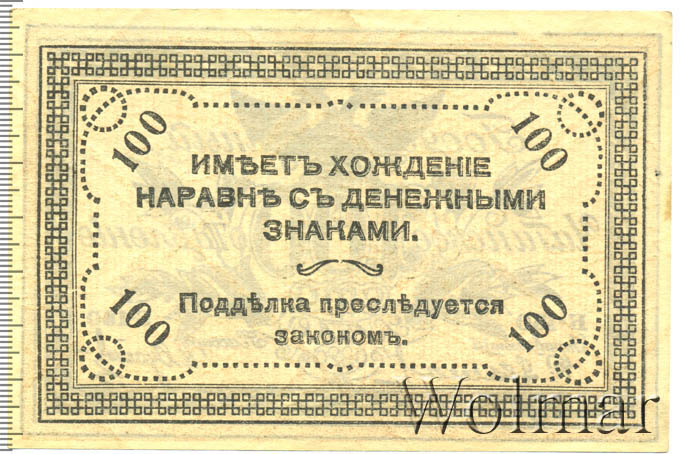 100 100
ИМѢЕТЪ ХОЖДЕНІЕ
НАРАВНѢ СЪ ДЕНЕЖНЫМИ
ЗНАКАМИ.
Поддѣлка преслѣдуется
закономъ.
100 100
Wolmar